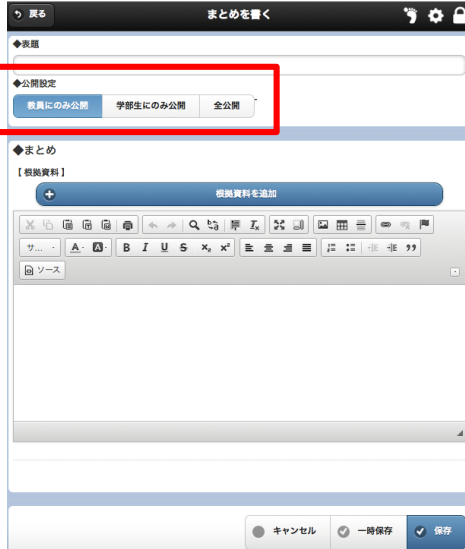 戻る まとめを書く
◆表題
◆公開設定
教員にのみ公開 学部生にのみ公開 全公開
◆まとめ
【根拠資料】
根拠資料を追加
サ... A A B I U S x₂ x²
ソース
キャンセル 一時保存 保存